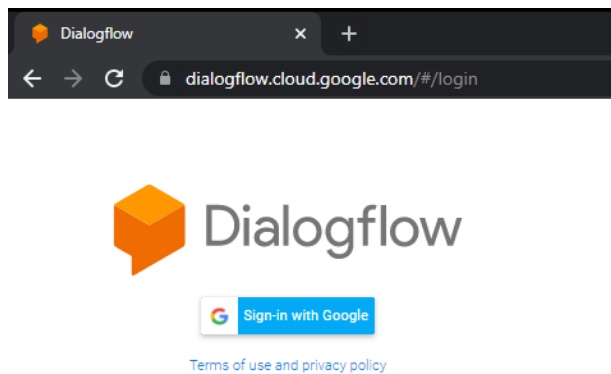 Dialogflow
dialogflow.cloud.google.com/#/login
Dialogflow
G Sign-in with Google
Terms of use and privacy policy